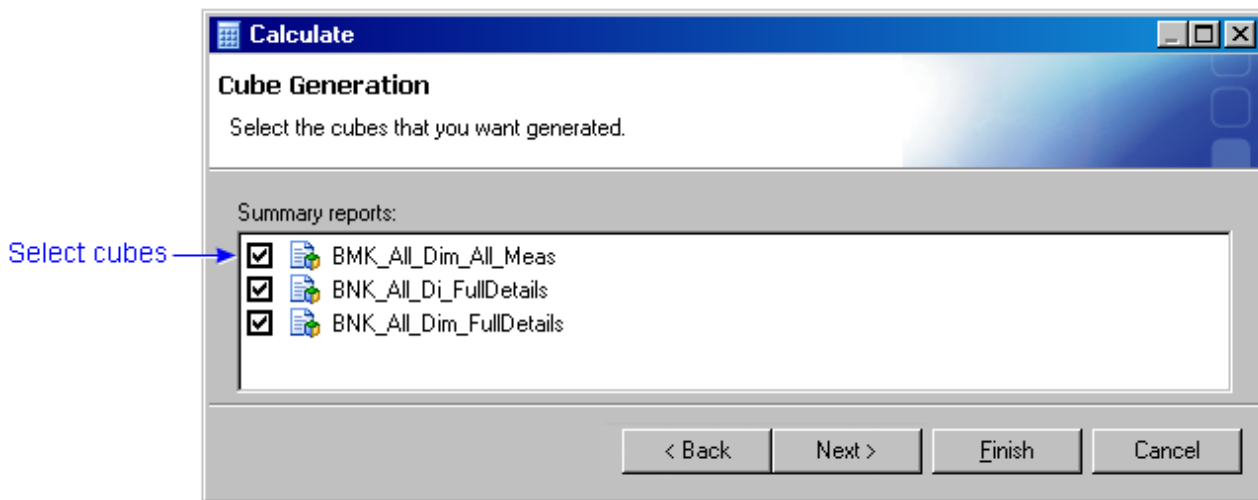 Calculate
Cube Generation
Select the cubes that you want generated.
Summary reports:
Select cubes
BMK_All_Dim_All_Meas
BNK_All_Di_FullDetails
BNK_All_Dim_FullDetails
< Back
Next >
Finish
Cancel